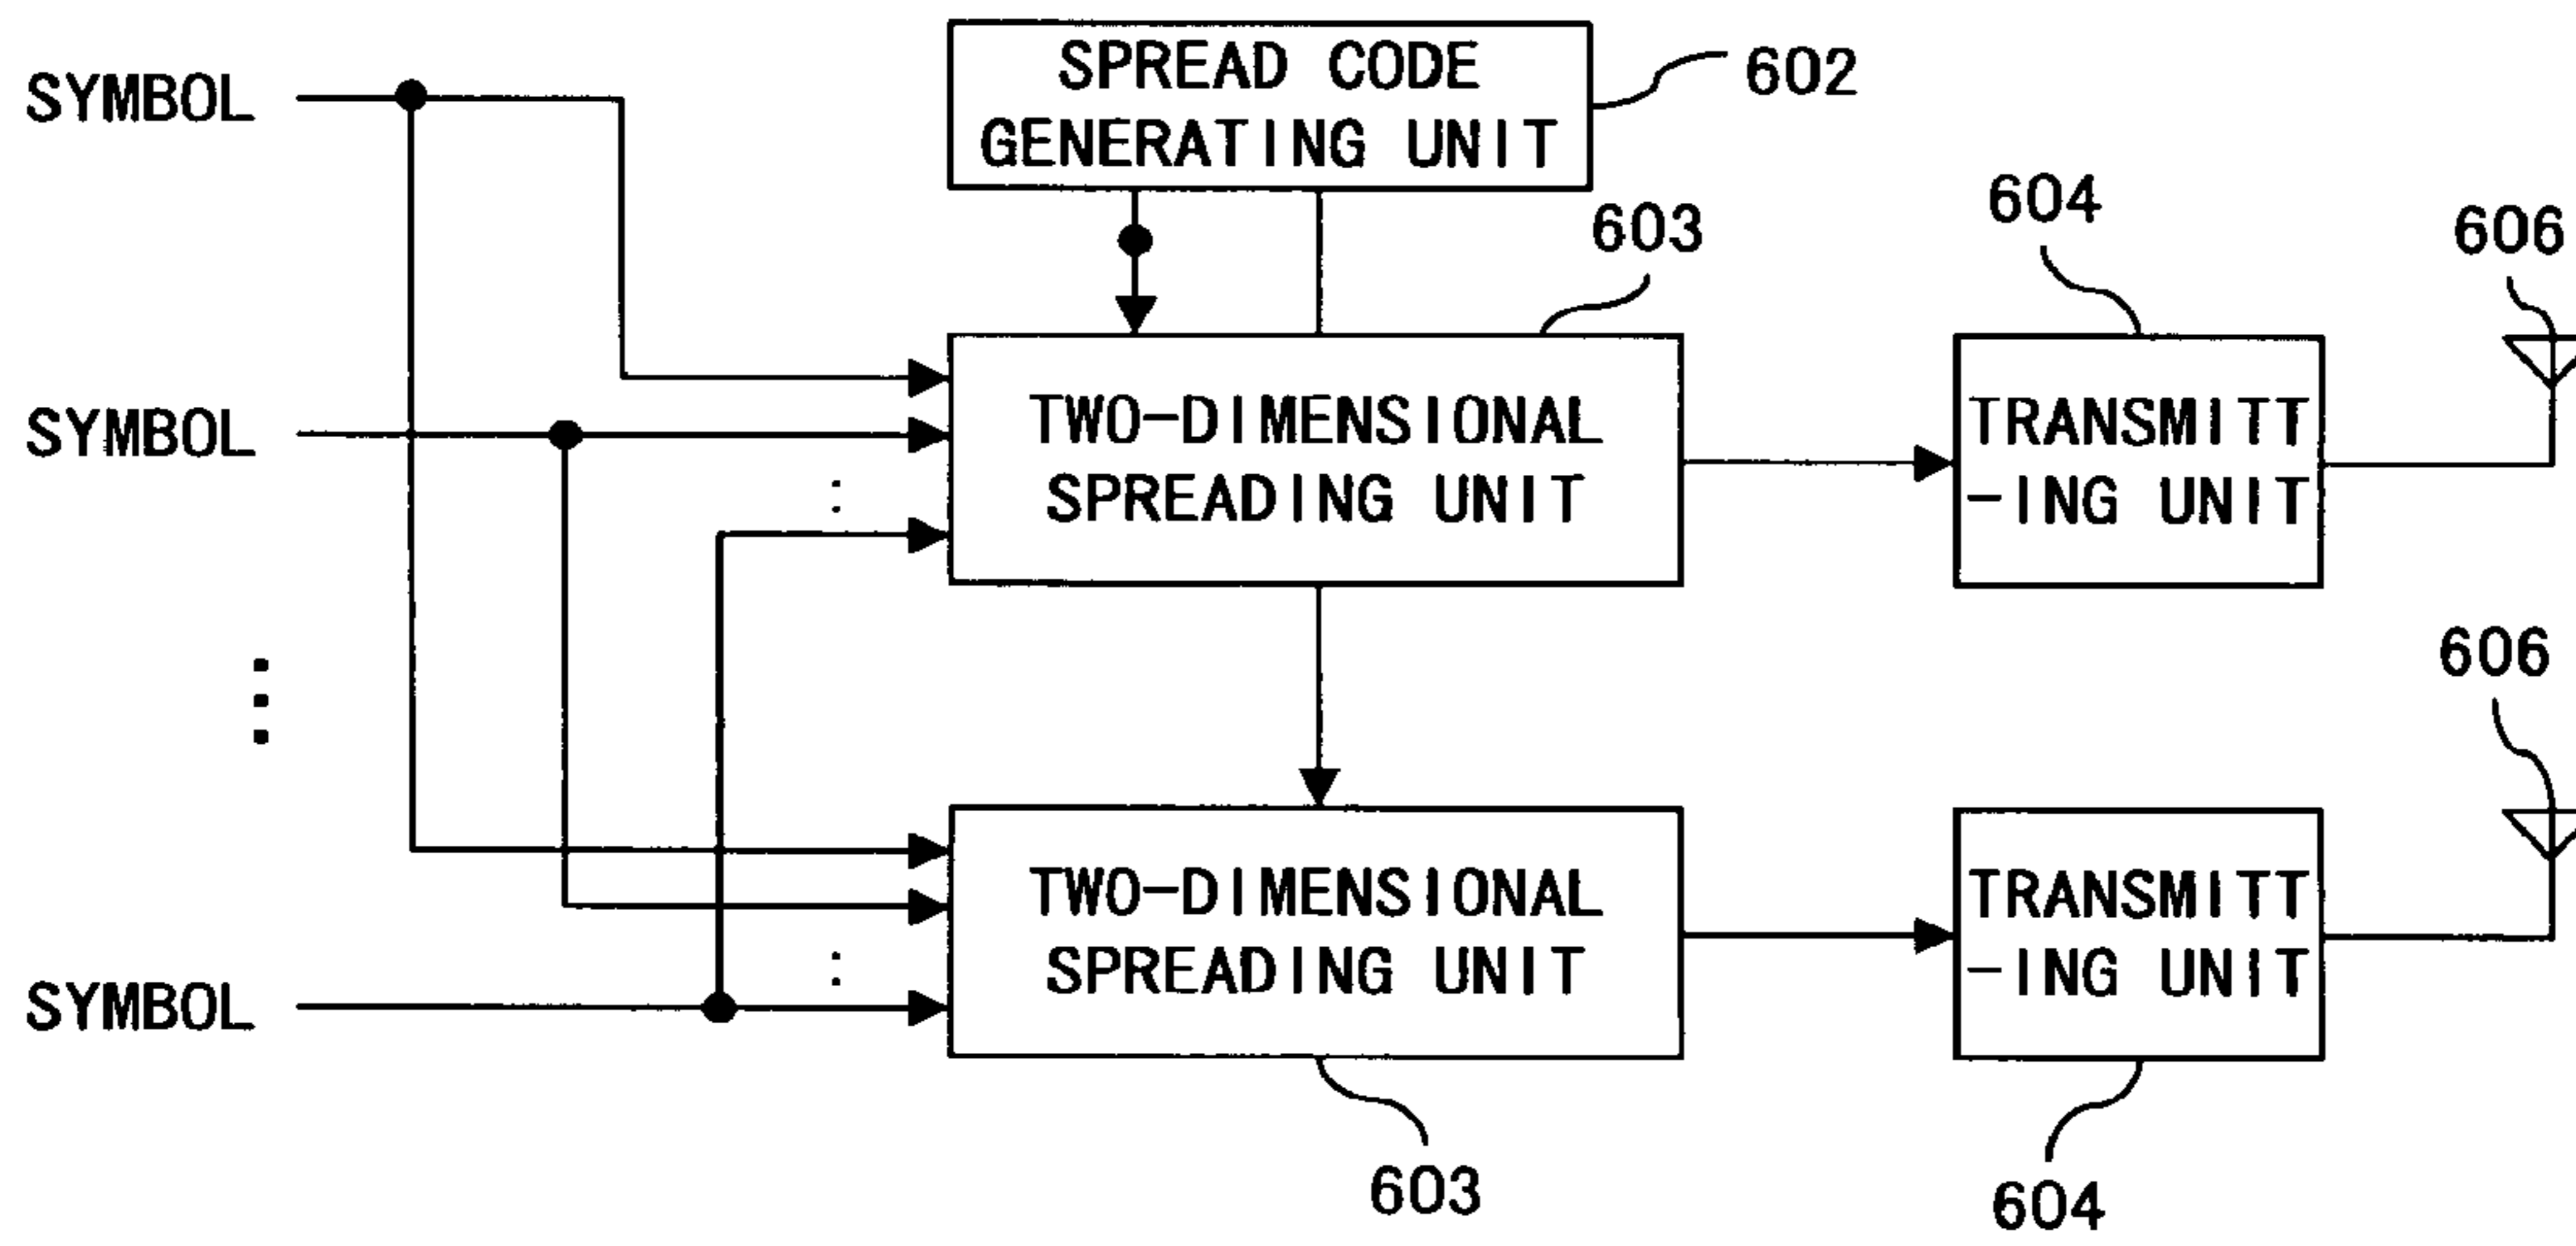 SYMBOL
SPREAD CODE
GENERATING UNIT
602
603
604
606
SYMBOL
TWO-DIMENSIONAL
SPREADING UNIT
TRANSMITT
-ING UNIT
606
TWO-DIMENSIONAL
SPREADING UNIT
TRANSMITT
-ING UNIT
SYMBOL
603
604